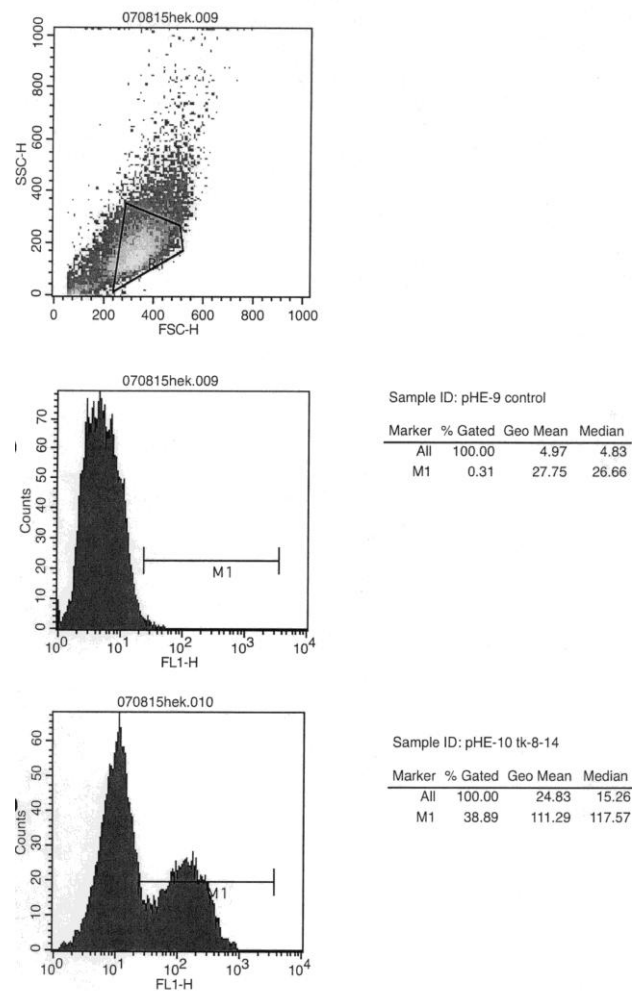 070815hek.009
1000
800
600
400
200
0
SSC-H
0 200 400 600 800 1000
FSC-H
070815hek.009
70
60
50
40
30
20
10
0
Counts
M1
10^0 10^1 10^2 10^3 10^4
FL1-H
Sample ID: pHE-9 control
Marker % Gated Geo Mean Median
All 100.00 4.97 4.83
M1 0.31 27.75 26.66
070815hek.010
60
50
40
30
20
10
0
Counts
M1
10^0 10^1 10^2 10^3 10^4
FL1-H
Sample ID: pHE-10 tk-8-14
Marker % Gated Geo Mean Median
All 100.00 24.83 15.26
M1 38.89 111.29 117.57